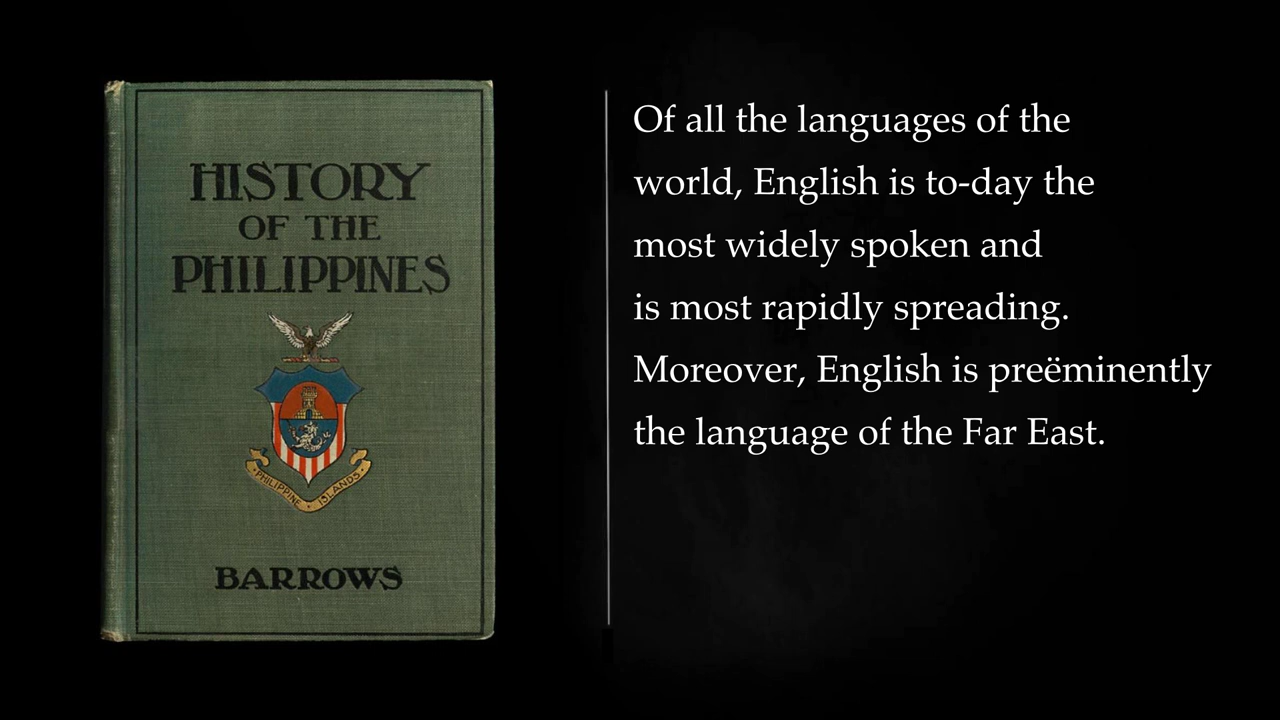 HISTORY
OF THE
PHILIPPINES
PHILIPPINE ISLANDS
BARROWS
Of all the languages of the
world, English is to-day the
most widely spoken and
is most rapidly spreading.
Moreover, English is preëminently
the language of the Far East.